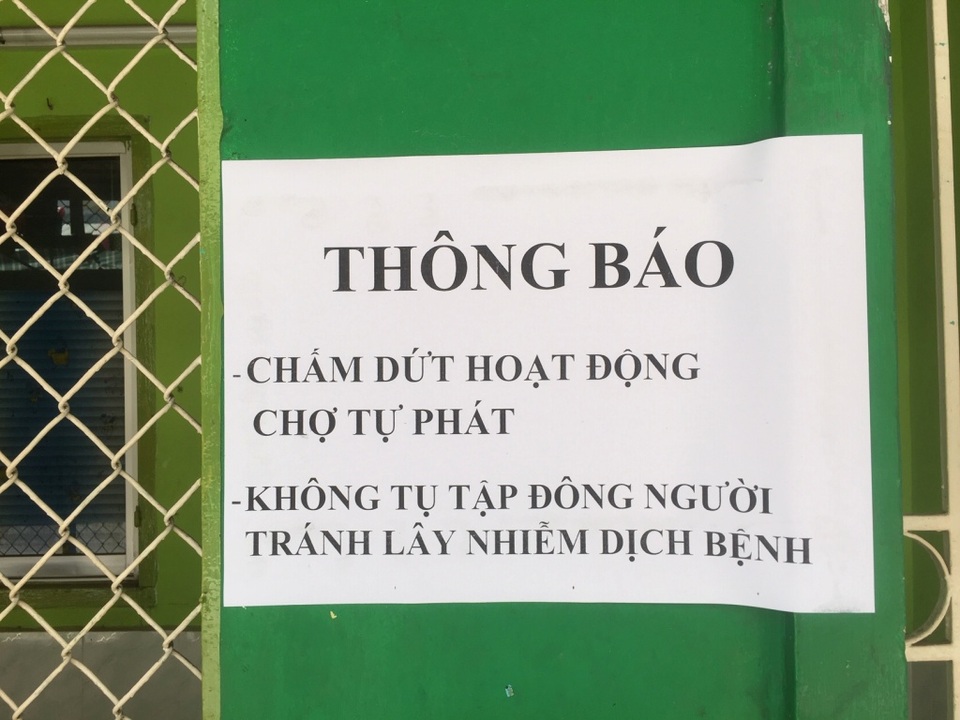 THÔNG BÁO
-CHẤM DỨT HOẠT ĐỘNG
CHỢ TỰ PHÁT
-KHÔNG TỤ TẬP ĐÔNG NGƯỜI
TRÁNH LÂY NHIỄM DỊCH BỆNH